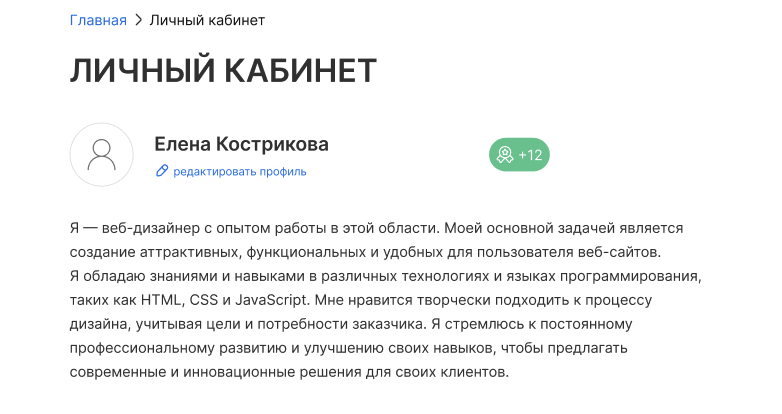 Главная > Личный кабинет
ЛИЧНЫЙ КАБИНЕТ
Елена Кострикова
редактировать профиль
+12
Я — веб-дизайнер с опытом работы в этой области. Моей основной задачей является
создание аттрактивных, функциональных и удобных для пользователя веб-сайтов.
Я обладаю знаниями и навыками в различных технологиях и языках программирования,
таких как HTML, CSS и JavaScript. Мне нравится творчески подходить к процессу
дизайна, учитывая цели и потребности заказчика. Я стремлюсь к постоянному
профессиональному развитию и улучшению своих навыков, чтобы предлагать
современные и инновационные решения для своих клиентов.